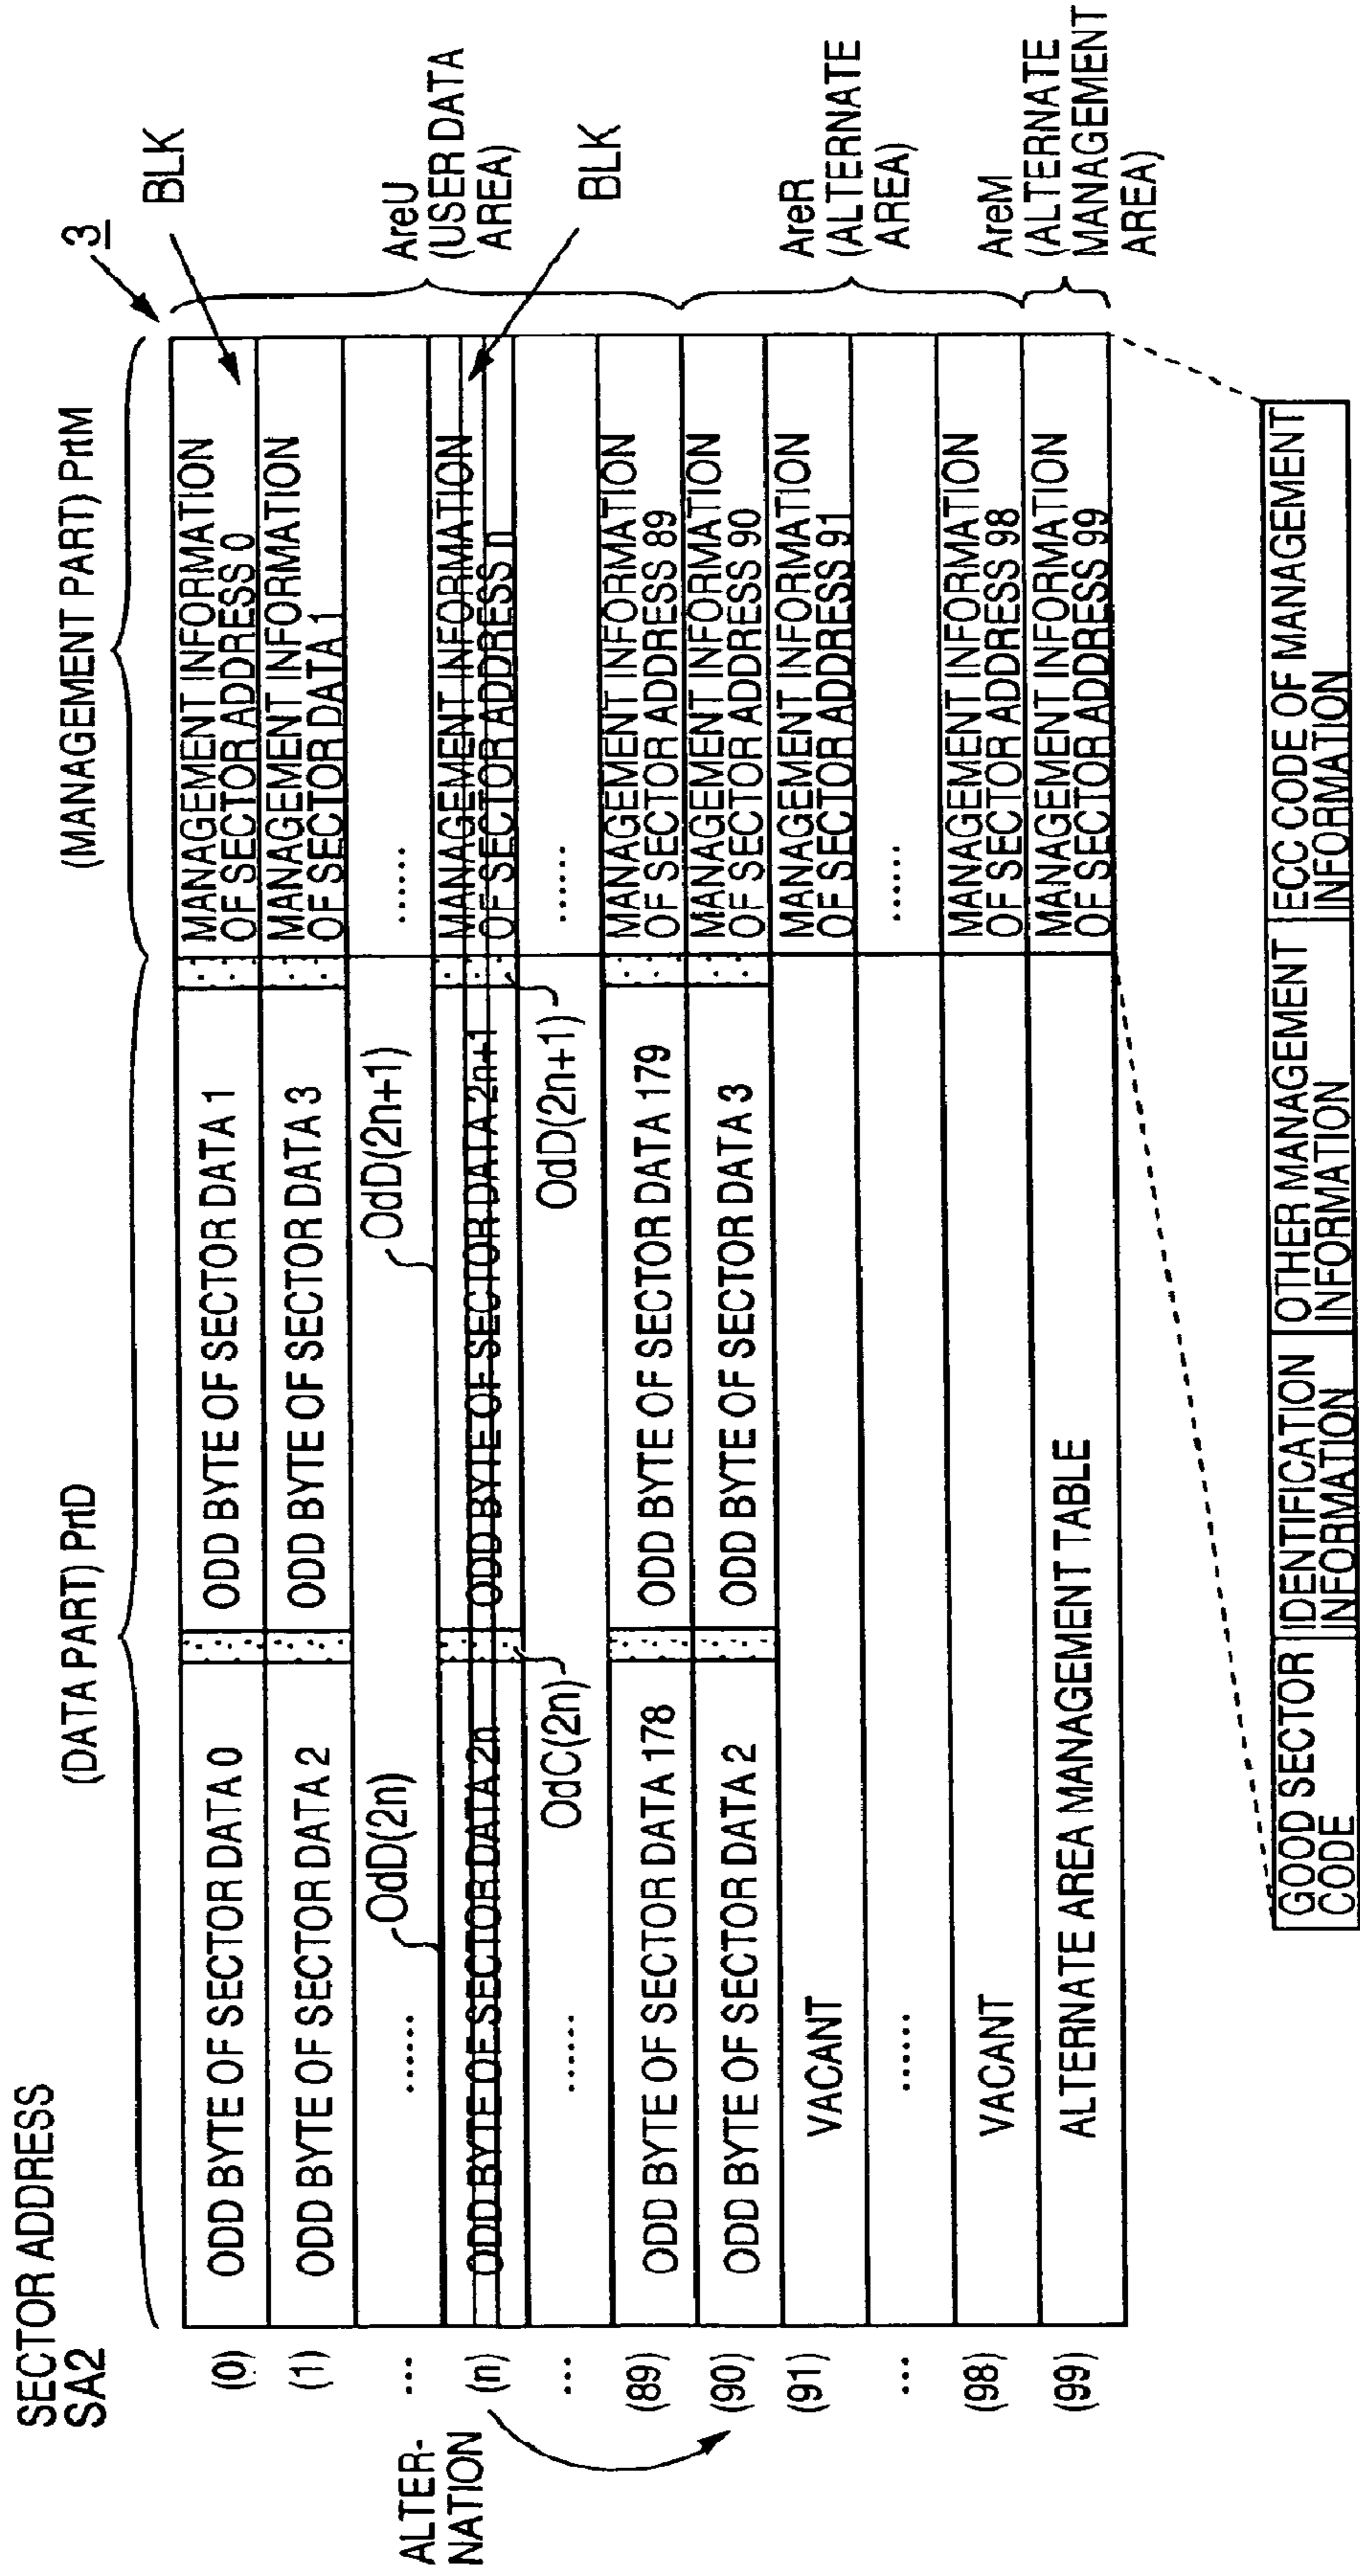 SECTOR ADDRESS
SA2
(DATA PART) PrtD
(MANAGEMENT PART) PrtM
3
BLK
(0)
ODD BYTE OF SECTOR DATA 0
ODD BYTE OF SECTOR DATA 1
MANAGEMENT INFORMATION
OF SECTOR ADDRESS 0
(1)
ODD BYTE OF SECTOR DATA 2
ODD BYTE OF SECTOR DATA 3
MANAGEMENT INFORMATION
OF SECTOR DATA 1
...
......
OdD(2n)
OdD(2n+1)
......
AreU
(USER DATA
AREA)
ALTER-
NATION
(n)
ODD BYTE OF SECTOR DATA 2n
ODD BYTE OF SECTOR DATA 2n+1
MANAGEMENT INFORMATION
OF SECTOR ADDRESS n
...
......
OdC(2n)
OdD(2n+1)
......
BLK
(89)
ODD BYTE OF SECTOR DATA 178
ODD BYTE OF SECTOR DATA 179
MANAGEMENT INFORMATION
OF SECTOR ADDRESS 89
(90)
ODD BYTE OF SECTOR DATA 2
ODD BYTE OF SECTOR DATA 3
MANAGEMENT INFORMATION
OF SECTOR ADDRESS 90
(91)
VACANT
MANAGEMENT INFORMATION
OF SECTOR ADDRESS 91
AreR
(ALTERNATE
AREA)
...
......
......
(98)
VACANT
MANAGEMENT INFORMATION
OF SECTOR ADDRESS 98
(99)
ALTERNATE AREA MANAGEMENT TABLE
MANAGEMENT INFORMATION
OF SECTOR ADDRESS 99
AreM
(ALTERNATE
MANAGEMENT
AREA)
GOOD SECTOR
CODE
IDENTIFICATION
INFORMATION
OTHER MANAGEMENT
INFORMATION
ECC CODE OF MANAGEMENT
INFORMATION